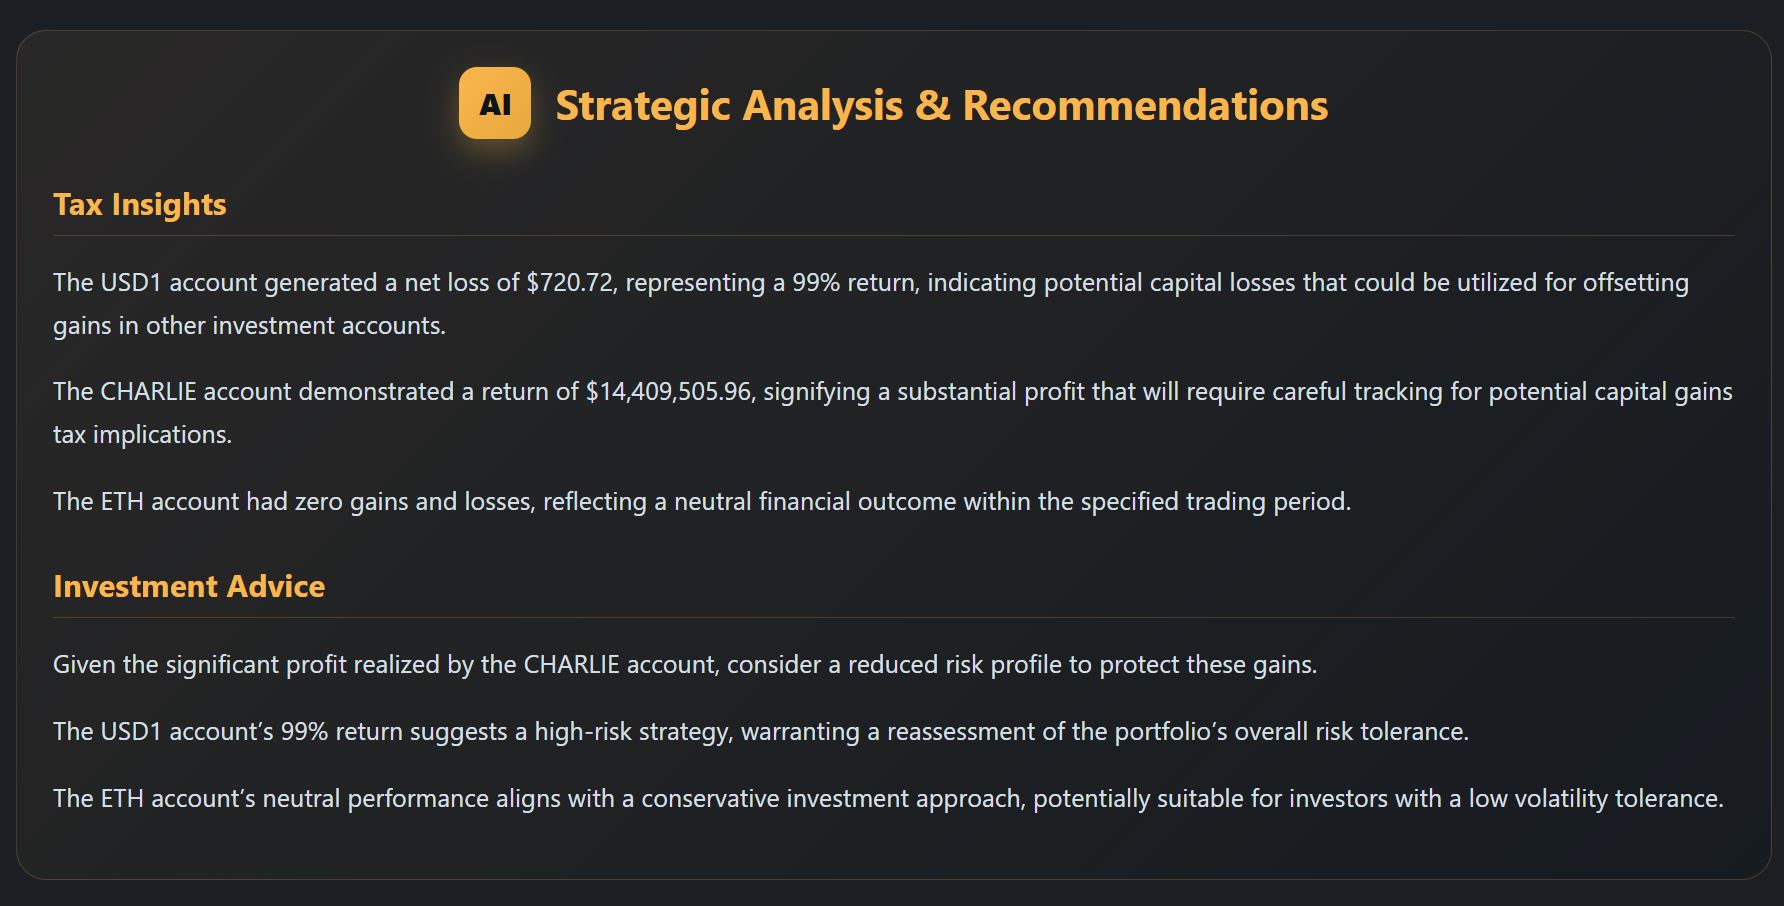 AI Strategic Analysis & Recommendations
Tax Insights
The USD1 account generated a net loss of $720.72, representing a 99% return, indicating potential capital losses that could be utilized for offsetting
gains in other investment accounts.
The CHARLIE account demonstrated a return of $14,409,505.96, signifying a substantial profit that will require careful tracking for potential capital gains
tax implications.
The ETH account had zero gains and losses, reflecting a neutral financial outcome within the specified trading period.
Investment Advice
Given the significant profit realized by the CHARLIE account, consider a reduced risk profile to protect these gains.
The USD1 account’s 99% return suggests a high-risk strategy, warranting a reassessment of the portfolio’s overall risk tolerance.
The ETH account’s neutral performance aligns with a conservative investment approach, potentially suitable for investors with a low volatility tolerance.